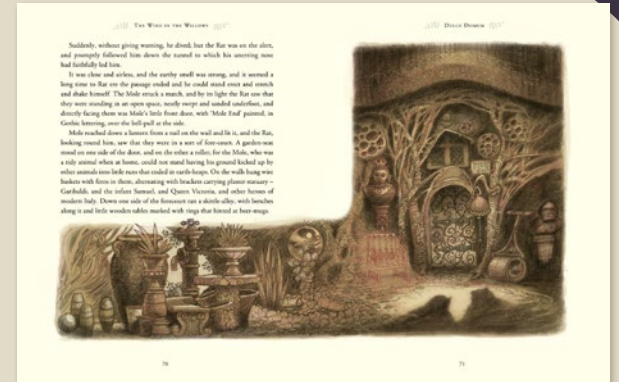 The Wind in the Willows
Dulce Domum
Suddenly, without giving warning, he dived; but the Rat was on the alert,
and promptly followed him down the tunnel to which his unerring nose
had faithfully led him.
It was close and airless, and the earthy smell was strong, and it seemed a
long time to Rat ere the passage ended and he could stand erect and stretch
and shake himself. The Mole struck a match, and by its light the Rat saw that
they were standing in an open space, neatly swept and sanded underfoot, and
directly facing them was Mole's little front door, with 'Mole End' painted, in
Gothic lettering, over the bell-pull at the side.
Mole reached down a lantern from a nail on the wall and lit it, and the Rat,
looking round him, saw that they were in a sort of fore-court. A garden-seat
stood on one side of the door, and on the other a roller; for the Mole, who was
a tidy animal when at home, could not stand having his ground kicked up by
other animals into little runs that ended in earth-heaps. On the walls hung wire
baskets with ferns in them, alternating with brackets carrying plaster statuary –
Garibaldi, and the infant Samuel, and Queen Victoria, and other heroes of
modern Italy. Down one side of the forecourt ran a skittle-alley, with benches
along it and little wooden tables marked with rings that hinted at beer-mugs.
70
71